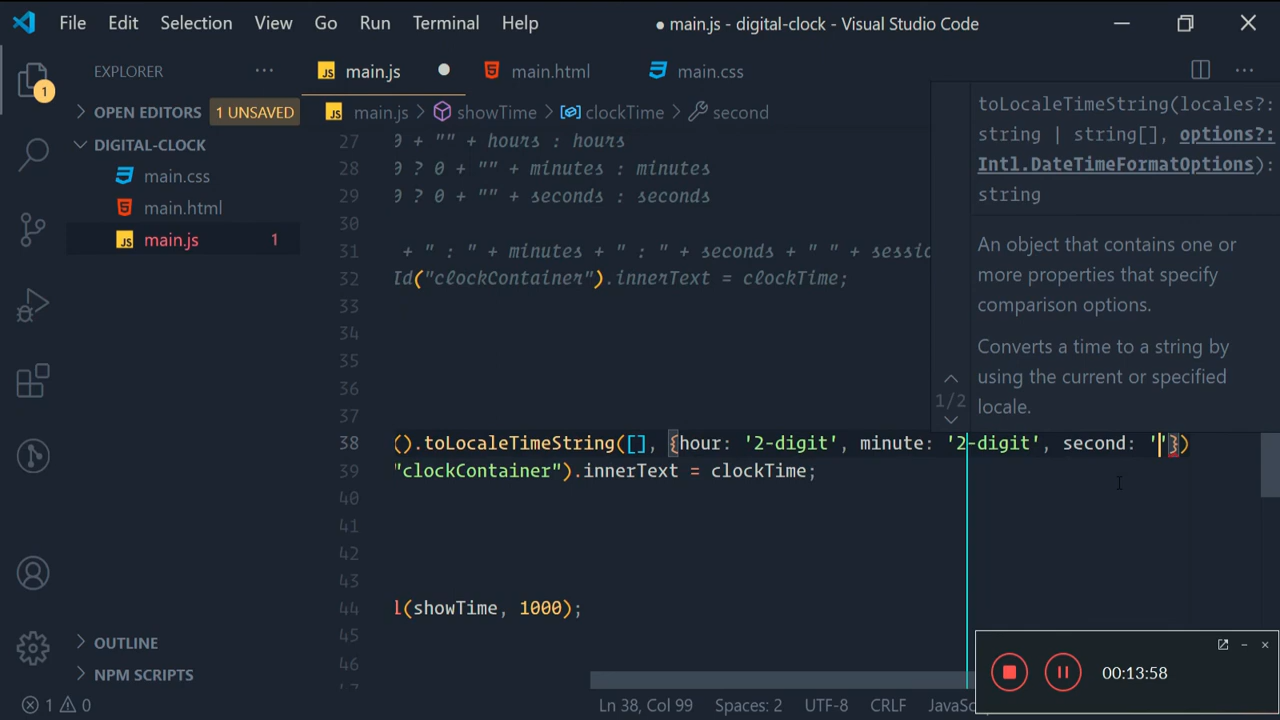 File Edit Selection View Go Run Terminal Help ● main.js - digital-clock - Visual Studio Code
EXPLORER ··· JS main.js main.html main.css ···
1
OPEN EDITORS 1 UNSAVED
JS main.js > showTime > clockTime > second
DIGITAL-CLOCK
main.css
main.html
JS main.js 1
27 + "" + hours : hours
28 ? 0 + "" + minutes : minutes
29 ? 0 + "" + seconds : seconds
30
31 + " : " + minutes + " : " + seconds + " " +
32 Id("clockContainer").innerText = clockTime;
33
34
35
36
37
38 ().toLocaleTimeString([], {hour: '2-digit', minute: '2-digit', second: ''})
39 "clockContainer").innerText = clockTime;
40
41
42
43
44 l(showTime, 1000);
45
46
47
toLocaleTimeString(locales?:
string | string[], options?:
Intl.DateTimeFormatOptions):
string
An object that contains one or
more properties that specify
comparison options.
Converts a time to a string by
using the current or specified
locale.
1/2
OUTLINE
NPM SCRIPTS
1 0 Ln 38, Col 99 Spaces: 2 UTF-8 CRLF
00:13:58